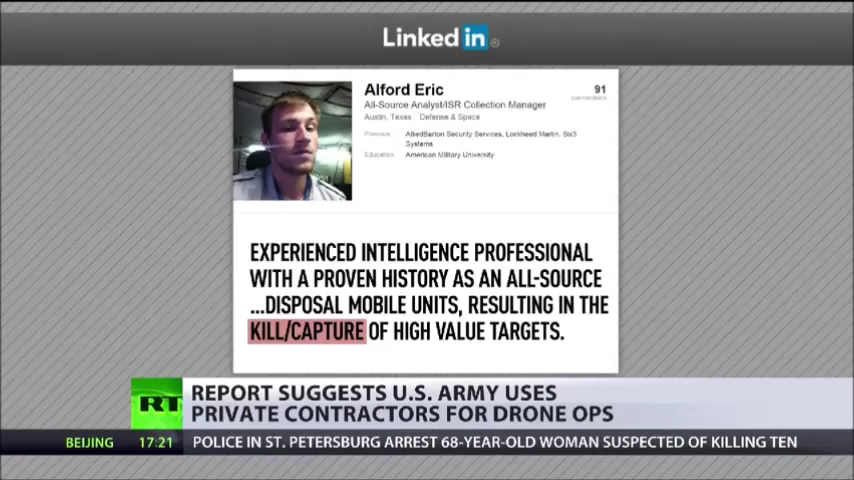 Linked in
Alford Eric
91
connections
All-Source Analyst/ISR Collection Manager
Austin, Texas Defense & Space
Previous AlliedBarton Security Services, Lockheed Martin, Six3
Systems
Education American Military University
EXPERIENCED INTELLIGENCE PROFESSIONAL
WITH A PROVEN HISTORY AS AN ALL-SOURCE
...DISPOSAL MOBILE UNITS, RESULTING IN THE
KILL/CAPTURE OF HIGH VALUE TARGETS.
RT
REPORT SUGGESTS U.S. ARMY USES
PRIVATE CONTRACTORS FOR DRONE OPS
BEIJING 17:21 POLICE IN ST. PETERSBURG ARREST 68-YEAR-OLD WOMAN SUSPECTED OF KILLING TEN